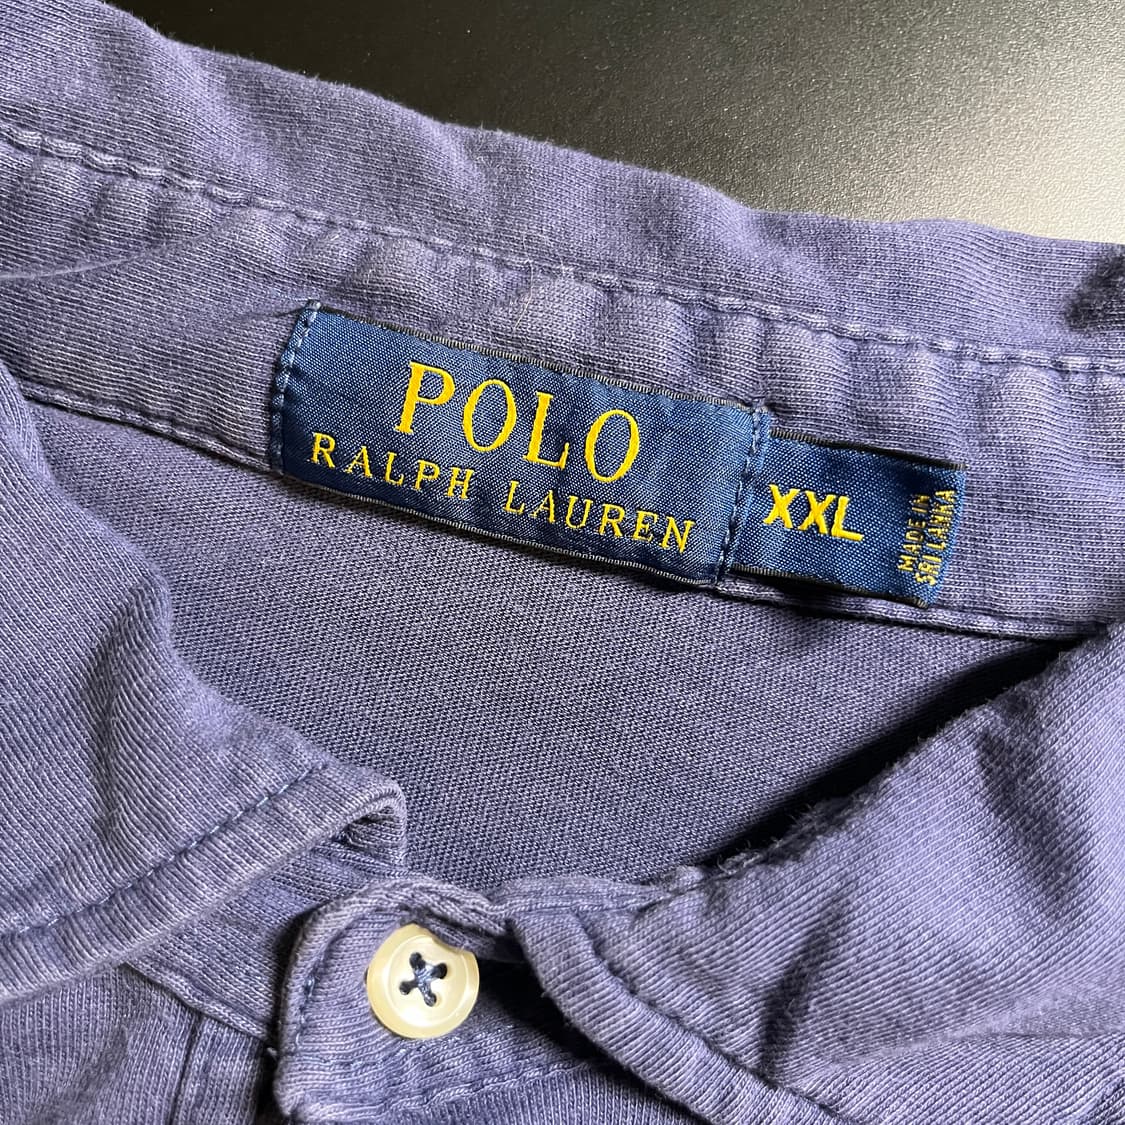 POLO
RALPH LAUREN
XXL
MADE IN
SRI LANKA